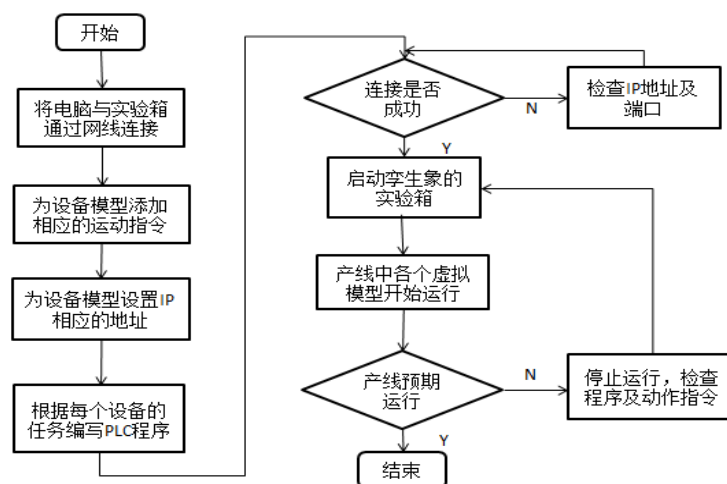 开始
将电脑与实验箱
通过网线连接
为设备模型添加
相应的运动指令
为设备模型设置IP
相应的地址
根据每个设备的
任务编写PLC程序
连接是否
成功
N
检查IP地址及
端口
Y
启动孪生象的
实验箱
产线中各个虚拟
模型开始运行
产线预期
运行
N
停止运行，检查
程序及动作指令
Y
结束